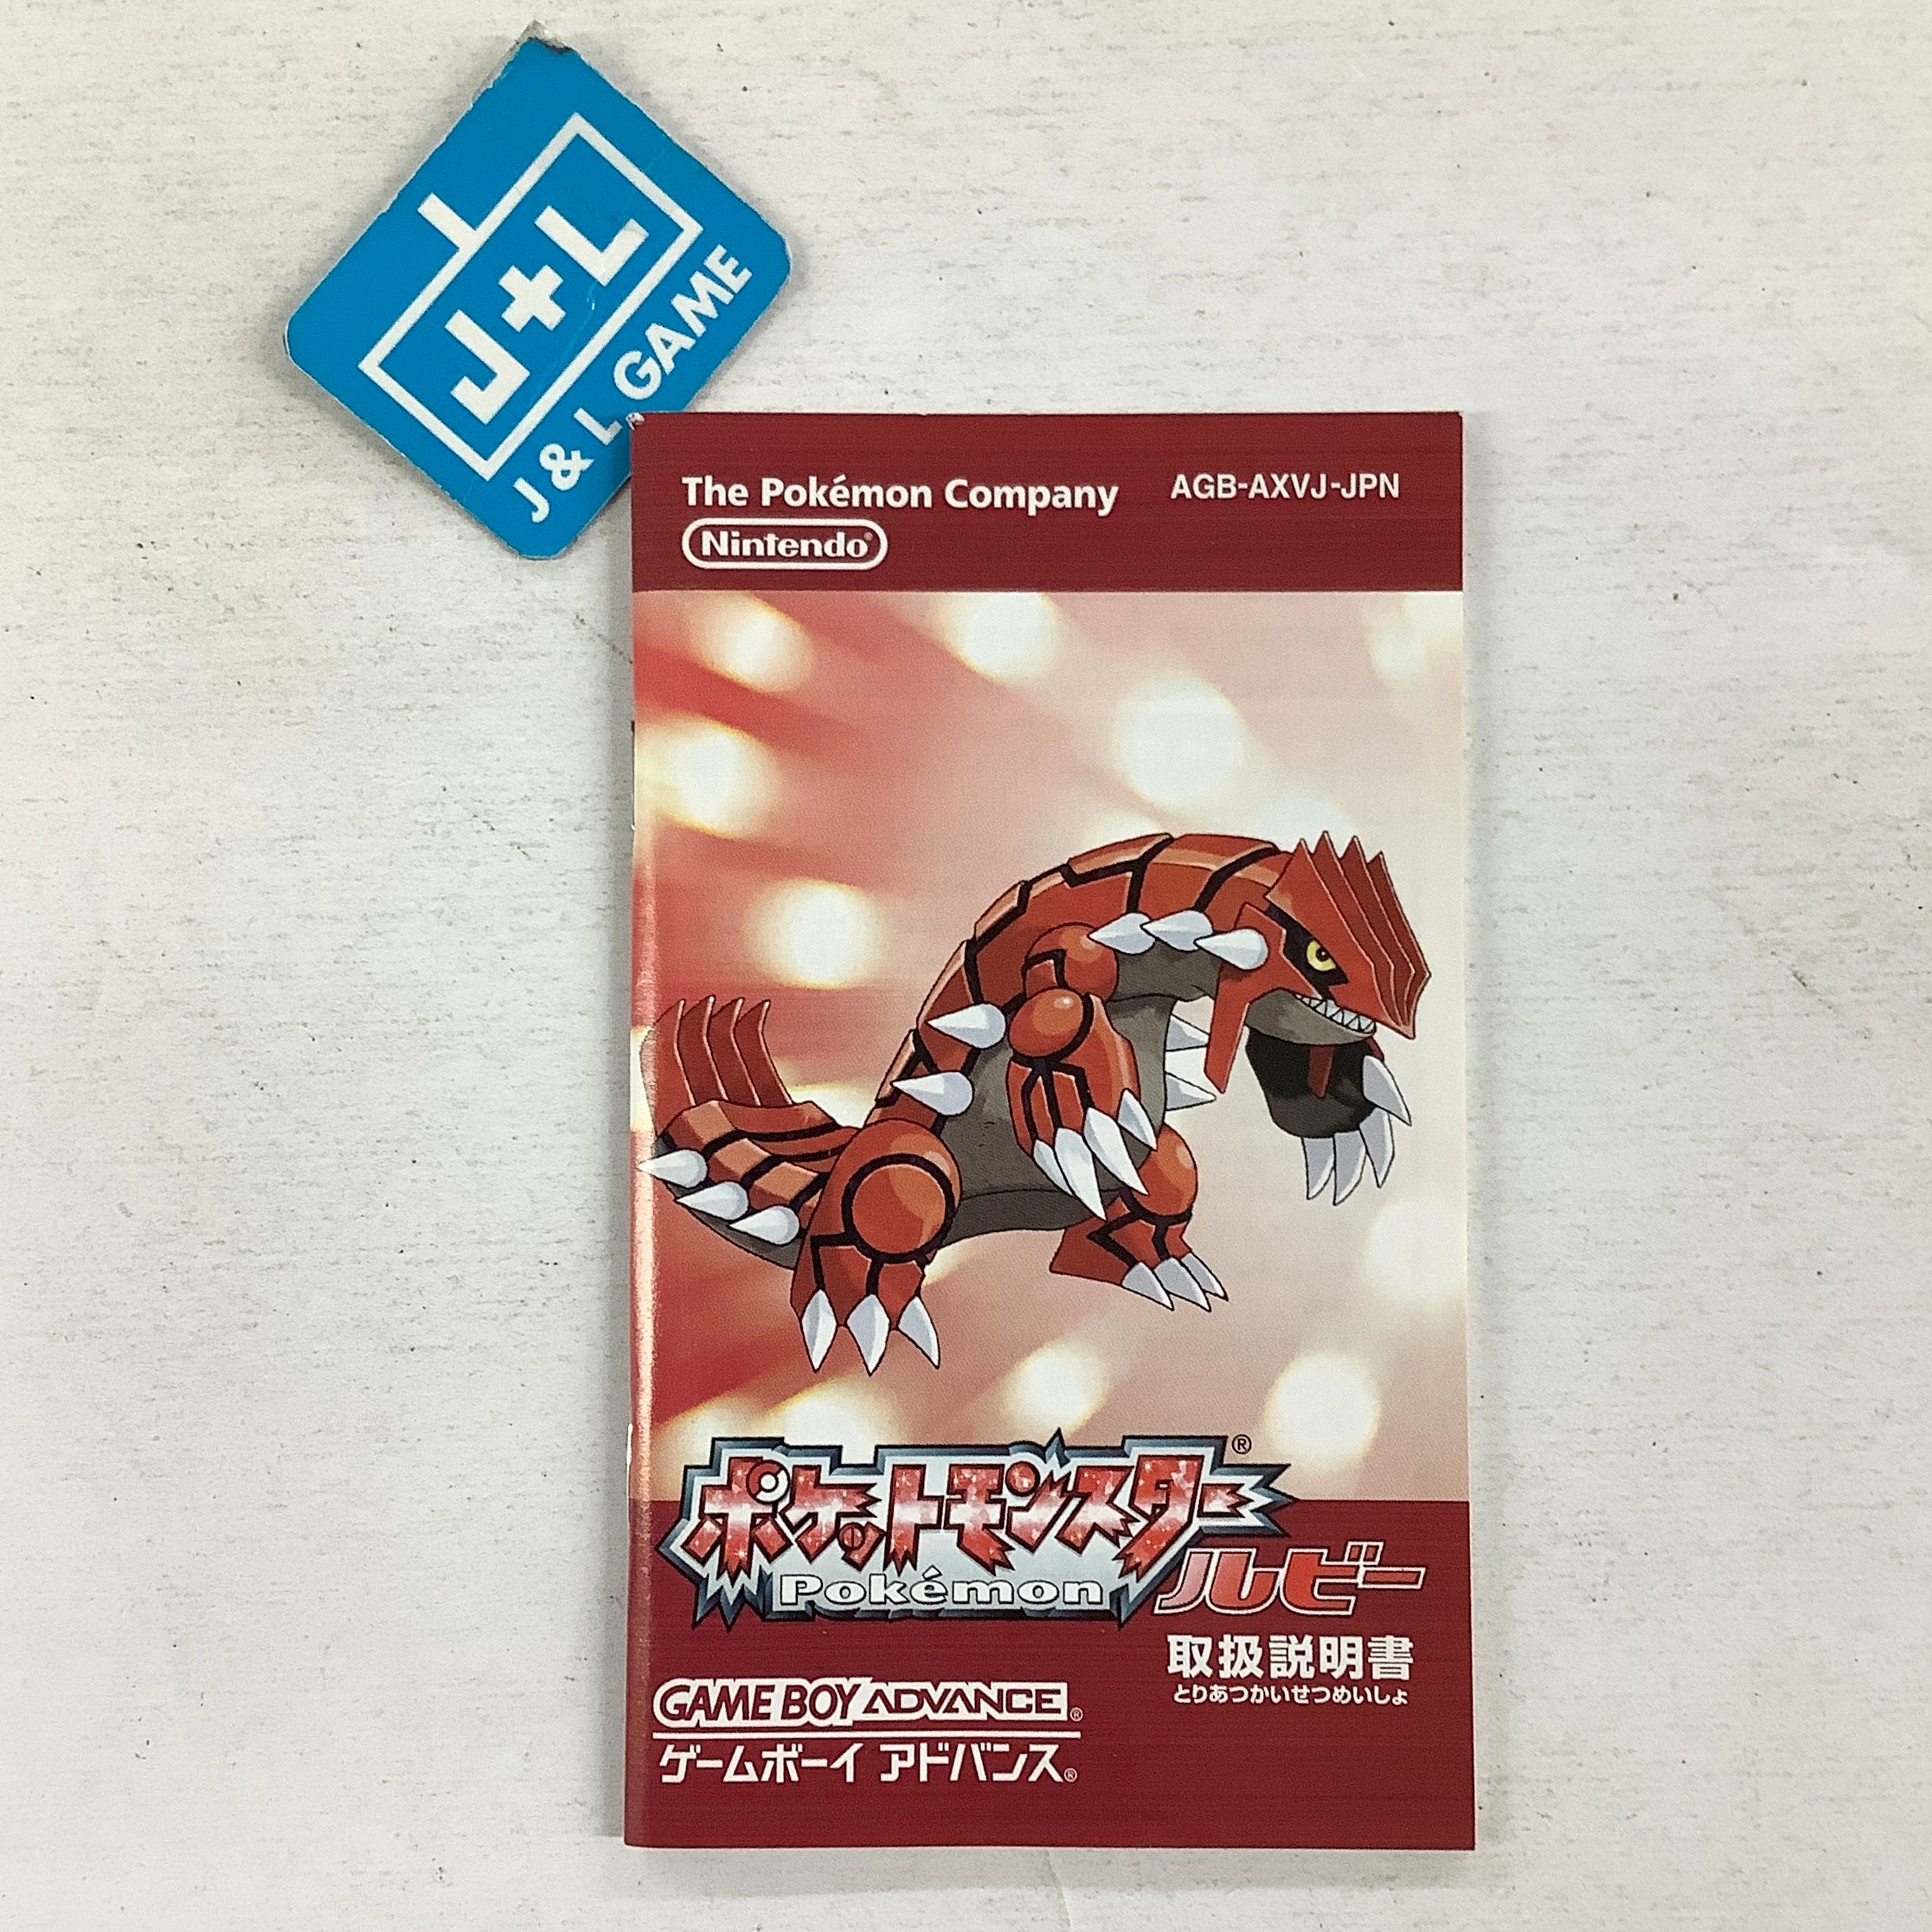 J+L
J & L GAME
The Pokémon Company
AGB-AXVJ-JPN
Nintendo®
ポケットモンスター®
Pokémon
ルビー
取扱説明書
とりあつかいせつめいしょ
GAME BOY ADVANCE®
ゲームボーイ アドバンス®